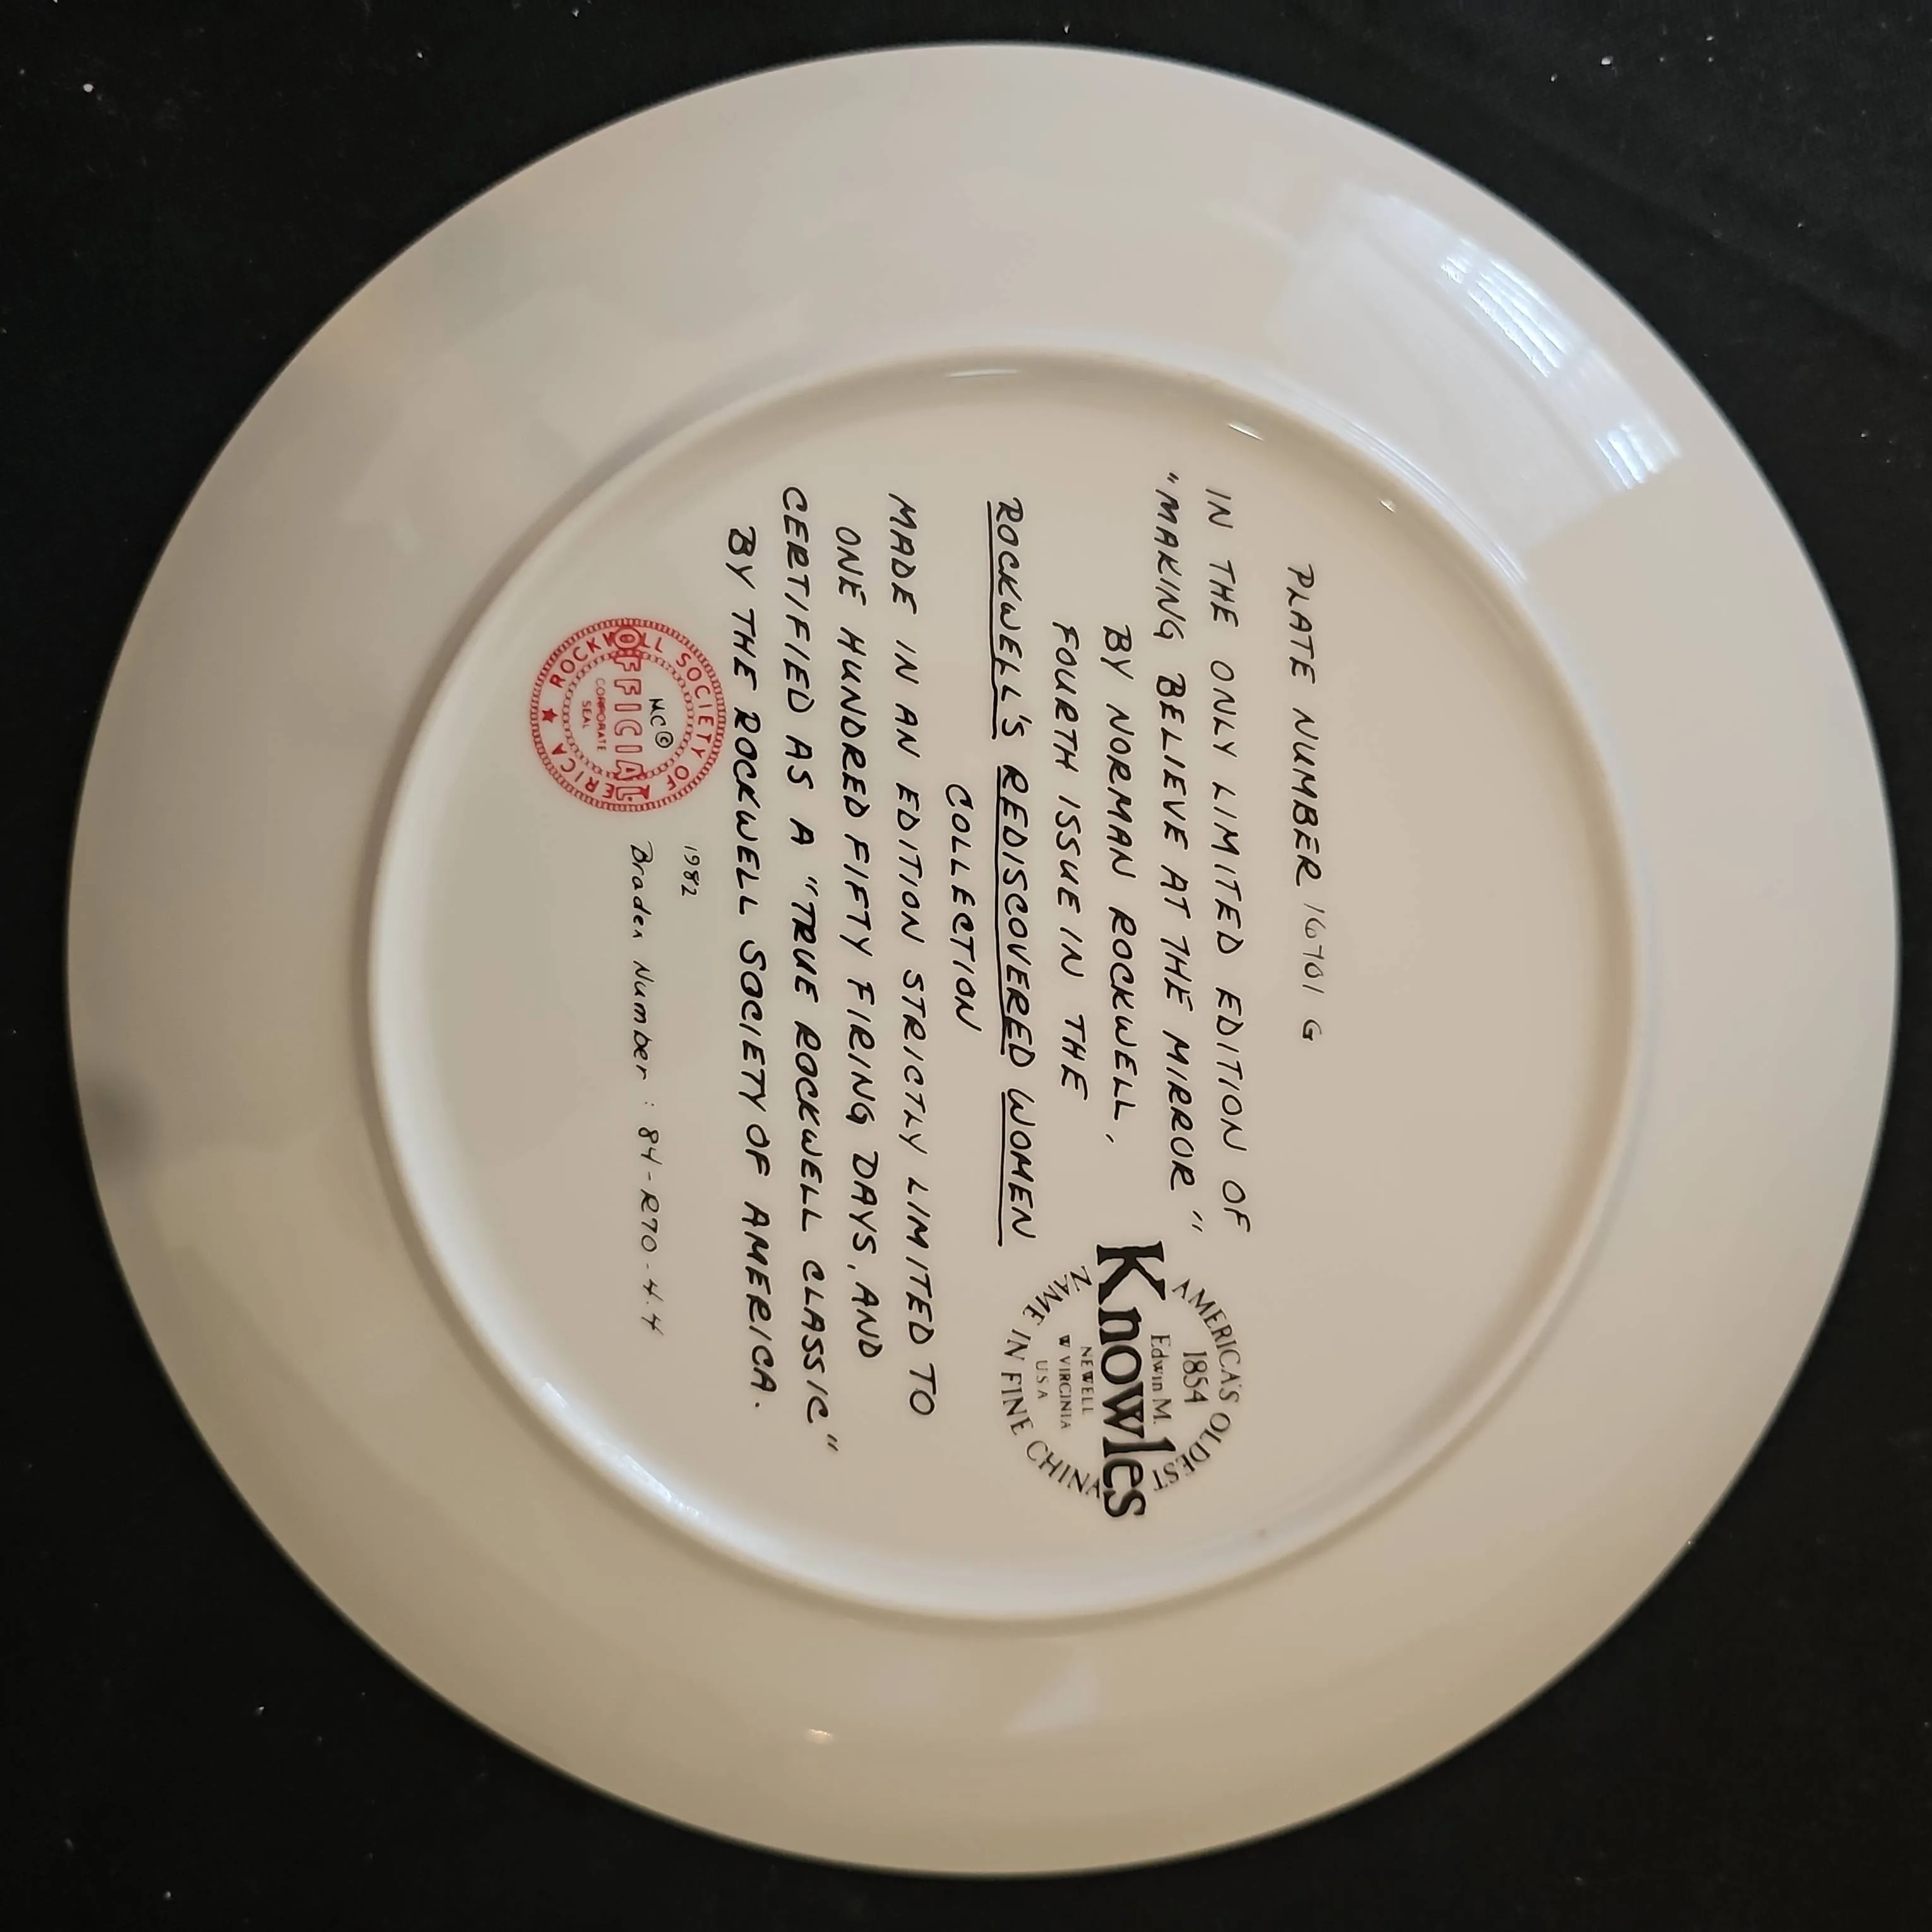 PLATE NUMBER 16701 G
IN THE ONLY LIMITED EDITION OF
"MAKING BELIEVE AT THE MIRROR"
BY NORMAN ROCKWELL,
FOURTH ISSUE IN THE
ROCKWELL'S REDISCOVERED WOMEN
COLLECTION
MADE IN AN EDITION STRICTLY LIMITED TO
ONE HUNDRED FIFTY FIRING DAYS, AND
CERTIFIED AS A "TRUE ROCKWELL CLASSIC"
BY THE ROCKWELL SOCIETY OF AMERICA.
AMERICA'S OLDEST
1854
Edwin M.
Knowles
NEWELL
W VIRGINIA
USA
NAME IN FINE CHINA
ROCKWELL SOCIETY OF AMERICA ★
MC ©
OFFICIAL
CORPORATE
SEAL
1982
Braden Number : 84-R70-4.4